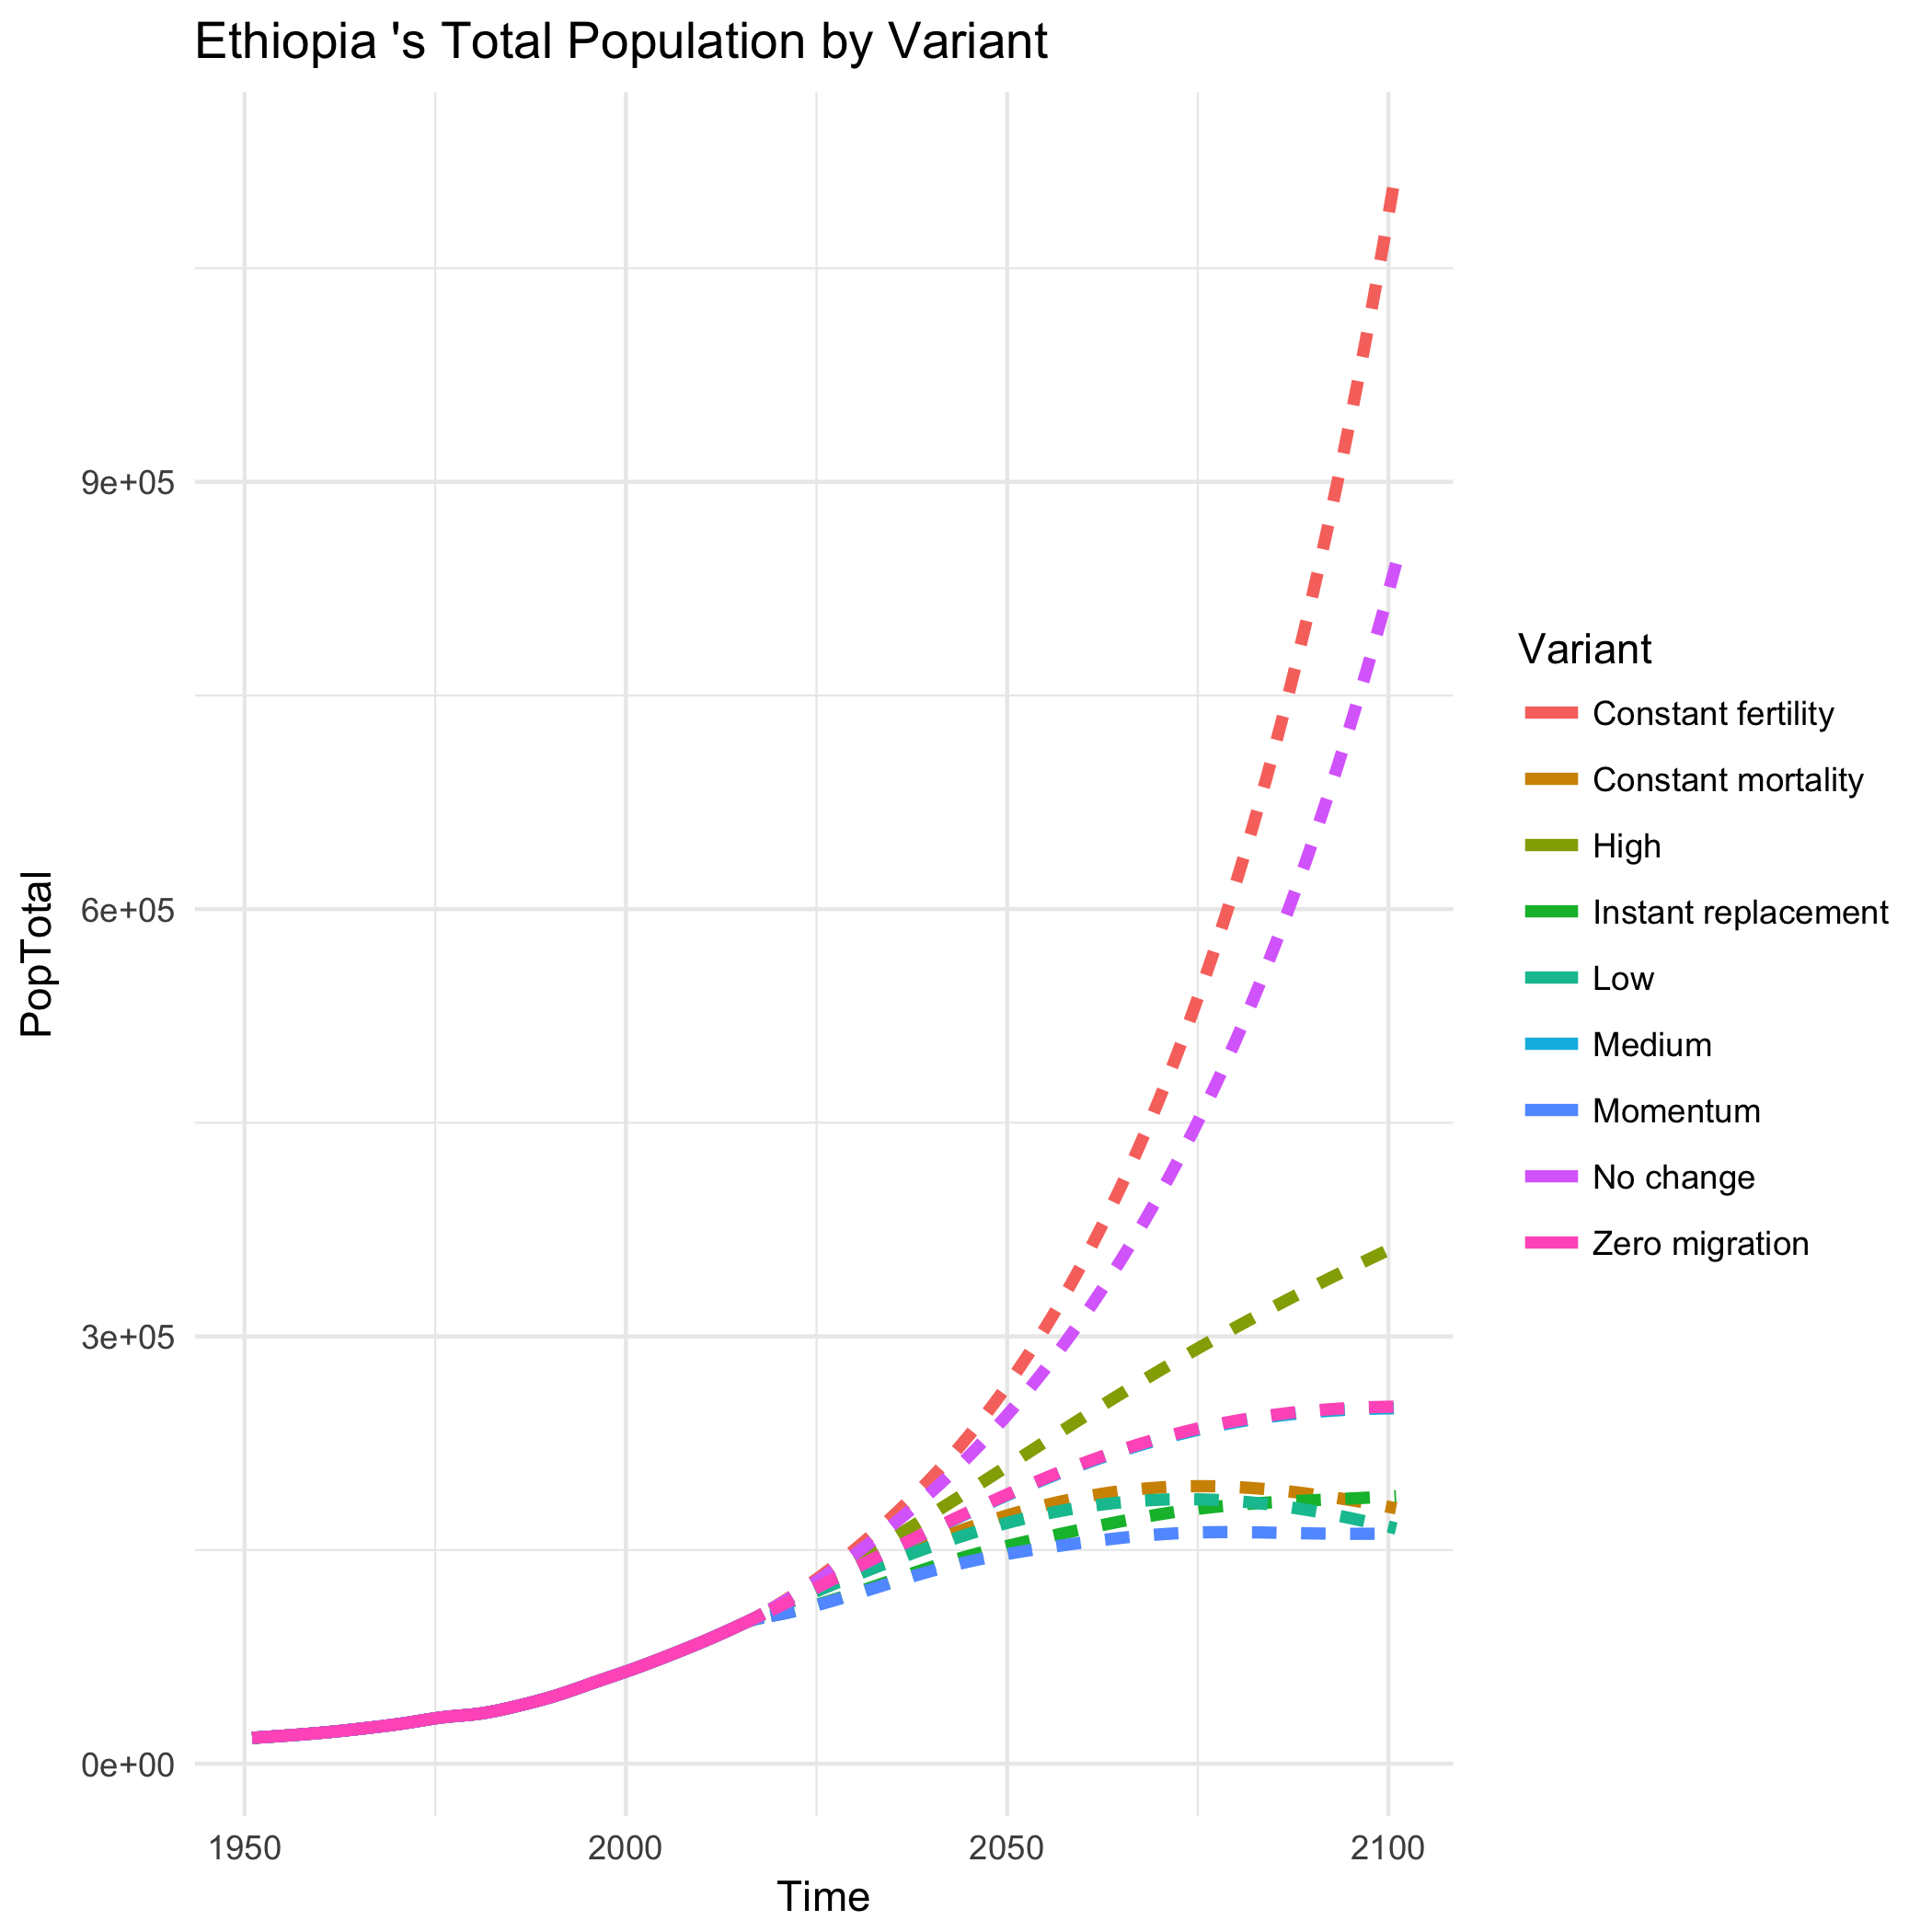 Ethiopia 's Total Population by Variant
PopTotal
9e+05
6e+05
3e+05
0e+00
1950
2000
2050
2100
Time
Variant
Constant fertility
Constant mortality
High
Instant replacement
Low
Medium
Momentum
No change
Zero migration